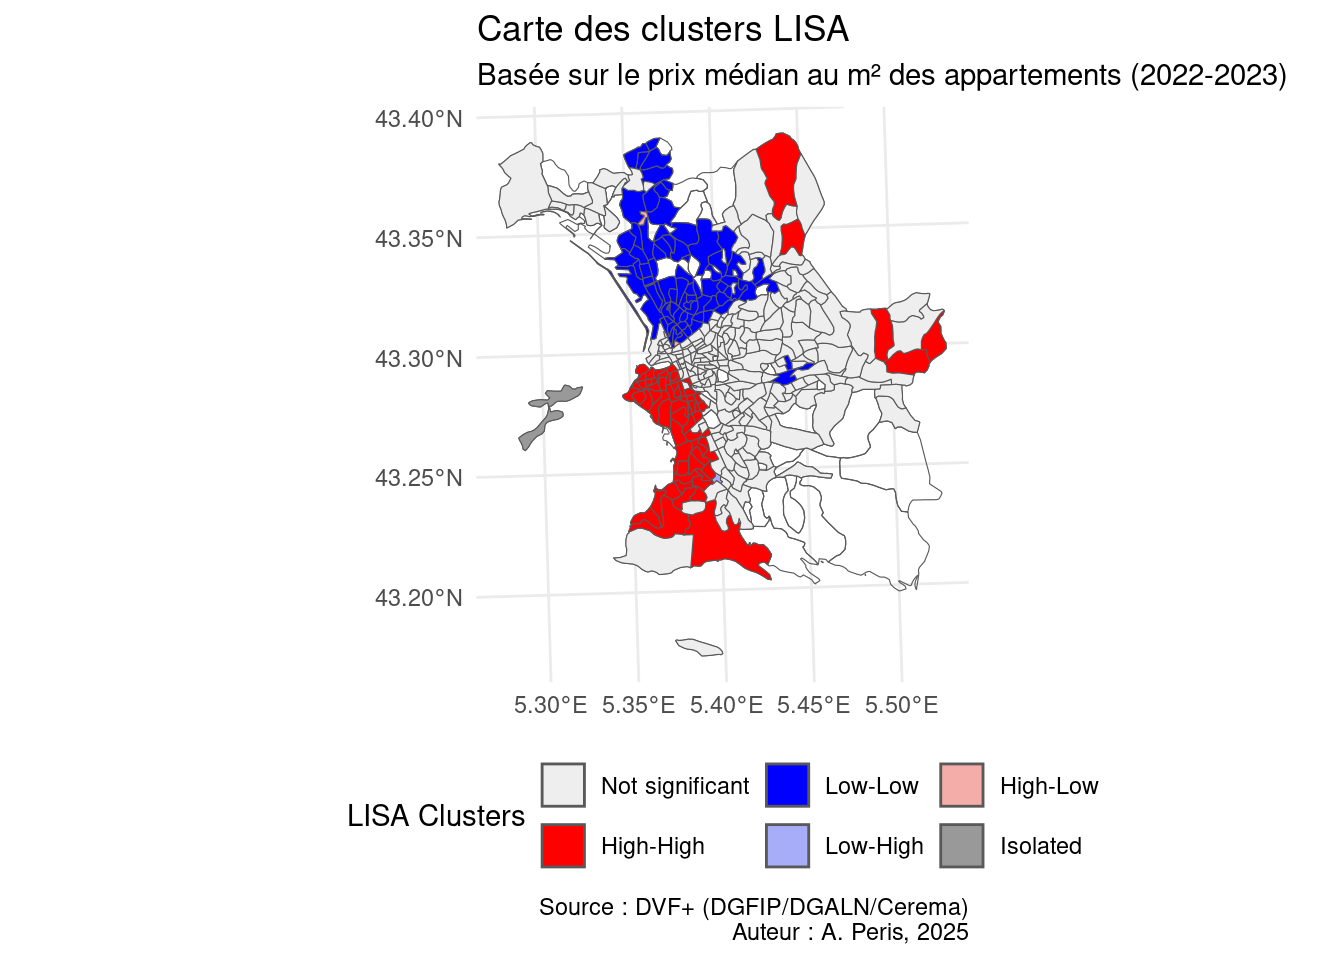 Carte des clusters LISA
Basée sur le prix médian au m² des appartements (2022-2023)
43.40°N
43.35°N
43.30°N
43.25°N
43.20°N
5.30°E 5.35°E 5.40°E 5.45°E 5.50°E
LISA Clusters
Not significant
Low-Low
High-Low
High-High
Low-High
Isolated
Source : DVF+ (DGFIP/DGALN/Cerema)
Auteur : A. Peris, 2025